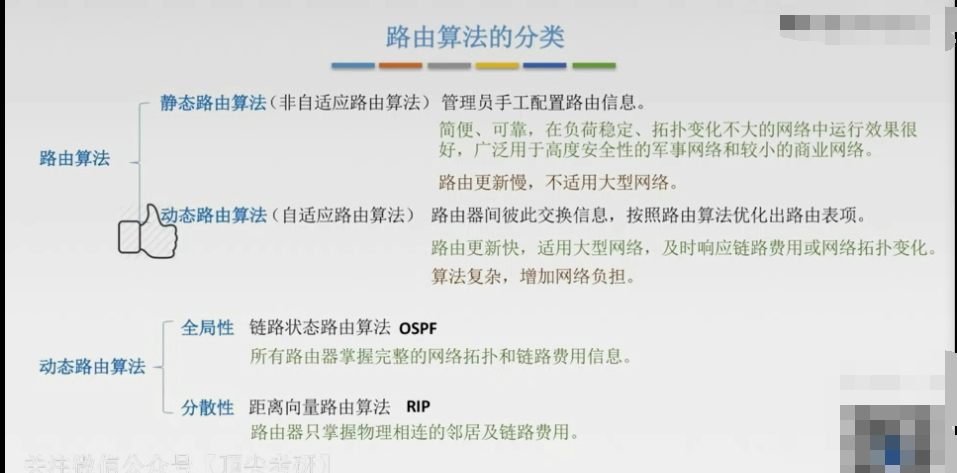 路由算法的分类
静态路由算法（非自适应路由算法）管理员手工配置路由信息。
简便、可靠，在负荷稳定、拓扑变化不大的网络中运行效果很
好，广泛用于高度安全性的军事网络和较小的商业网络。
路由算法
路由更新慢，不适用大型网络。
动态路由算法（自适应路由算法） 路由器间彼此交换信息，按照路由算法优化出路由表项。
路由更新快，适用大型网络，及时响应链路费用或网络拓扑变化。
算法复杂，增加网络负担。
全局性 链路状态路由算法 OSPF
所有路由器掌握完整的网络拓扑和链路费用信息。
动态路由算法
分散性 距离向量路由算法 RIP
路由器只掌握物理相连的邻居及链路费用。
关注微信公众号【顶尖考研】